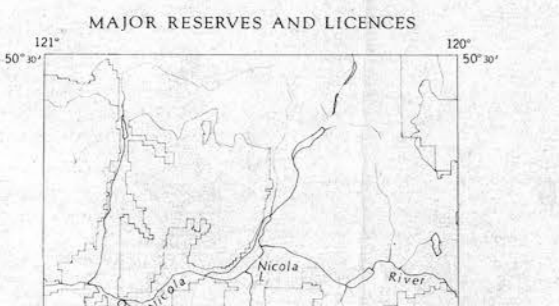 MAJOR RESERVES AND LICENCES
121°
120°
50° 30'
50° 30'
Nicola
L.
River
Nicola